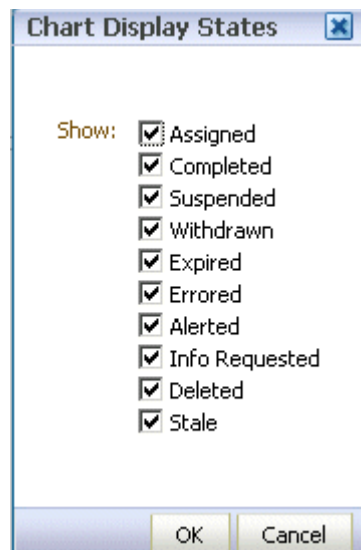 Chart Display States
Show: Assigned
Completed
Suspended
Withdrawn
Expired
Errored
Alerted
Info Requested
Deleted
Stale
OK Cancel